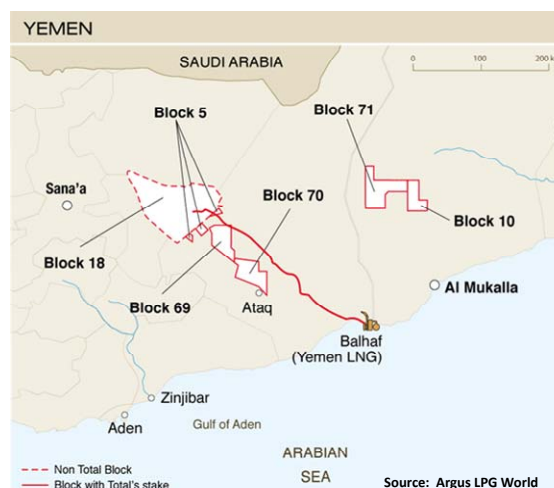 YEMEN
SAUDI ARABIA
0 100 200 k
Block 5
Block 71
Sana'a
Block 70
Block 10
Block 18
Block 69
Ataq
Al Mukalla
Balhaf
(Yemen LNG)
Zinjibar
Gulf of Aden
Aden
ARABIAN
SEA
Non Total Block
Block with Total's stake
Source: Argus LPG World